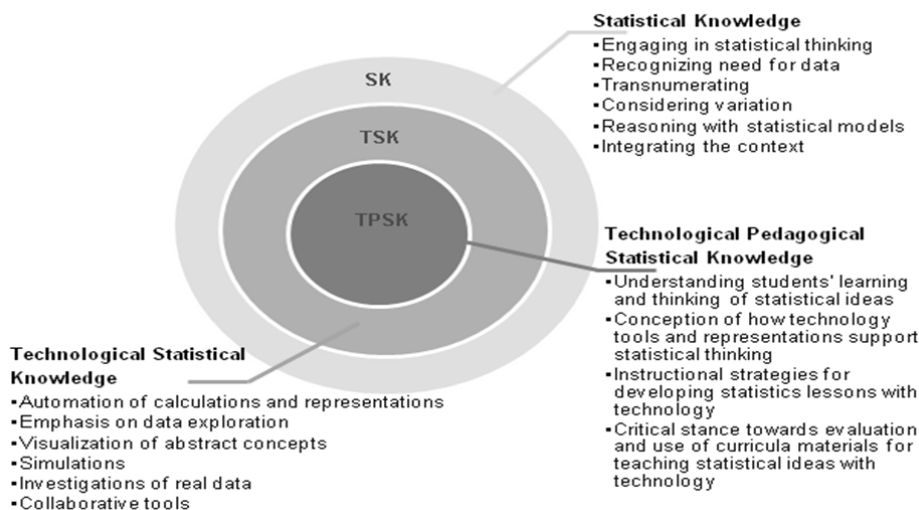 Statistical Knowledge
▪Engaging in statistical thinking
▪Recognizing need for data
▪Transnumerating
▪Considering variation
▪Reasoning with statistical models
▪Integrating the context
SK
TSK
TPSK
Technological Pedagogical
Statistical Knowledge
▪Understanding students' learning
and thinking of statistical ideas
▪Conception of how technology
tools and representations support
statistical thinking
▪Instructional strategies for
developing statistics lessons with
technology
▪Critical stance towards evaluation
and use of curricula materials for
teaching statistical ideas with
technology
Technological Statistical
Knowledge
▪Automation of calculations and representations
▪Emphasis on data exploration
▪Visualization of abstract concepts
▪Simulations
▪Investigations of real data
▪Collaborative tools